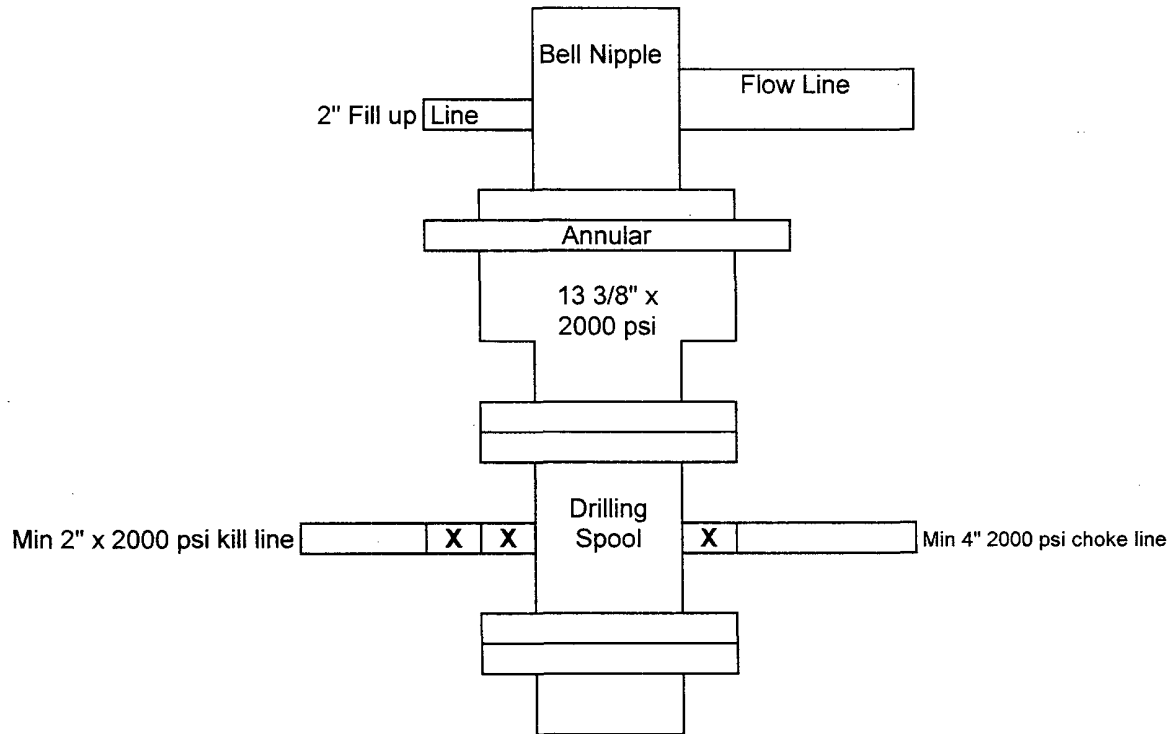 Bell Nipple
Flow Line
2" Fill up Line
Annular
13 3/8" x
2000 psi
Drilling
Spool
Min 2" x 2000 psi kill line
X X
X
Min 4" 2000 psi choke line